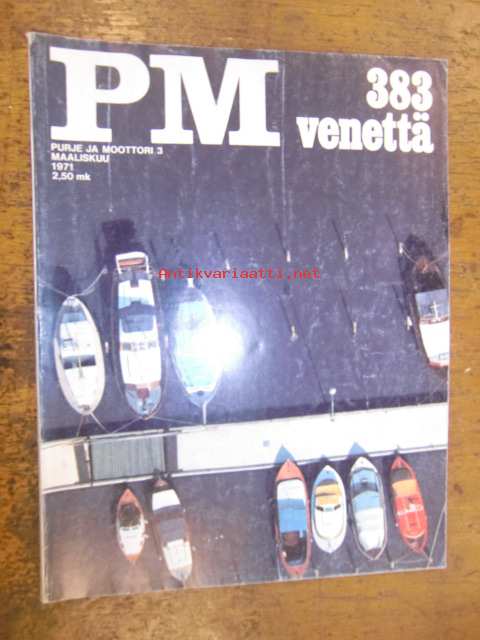 PM
383
venettä
PURJE JA MOOTTORI 3
MAALISKUU
1971
2,50 mk
Antikvariaatti.net